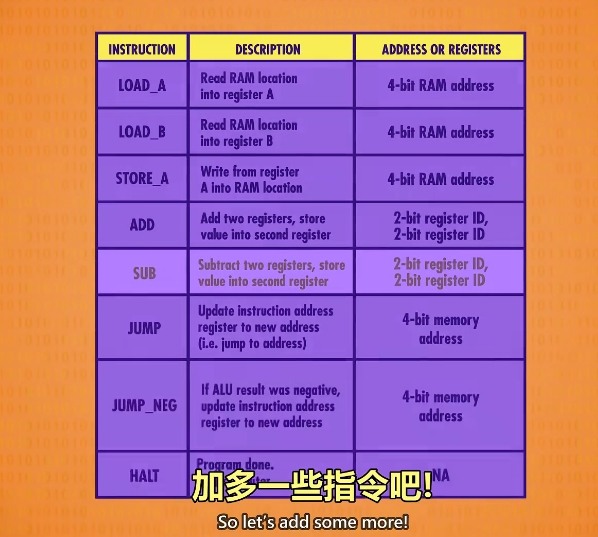 INSTRUCTION DESCRIPTION ADDRESS OR REGISTERS
LOAD_A
Read RAM location
into register A
4-bit RAM address
LOAD_B
Read RAM location
into register B
4-bit RAM address
STORE_A
Write from register
A into RAM location
4-bit RAM address
ADD
Add two registers, store
value into second register
2-bit register ID,
2-bit register ID
SUB
Subtract two registers, store
value into second register
2-bit register ID,
2-bit register ID
JUMP
Update instruction address
register to new address
(i.e. jump to address)
4-bit memory
address
JUMP_NEG
If ALU result was negative,
update instruction address
register to new address
4-bit memory
address
HALT
Program done.
NA
加多一些指令吧!
So let's add some more!